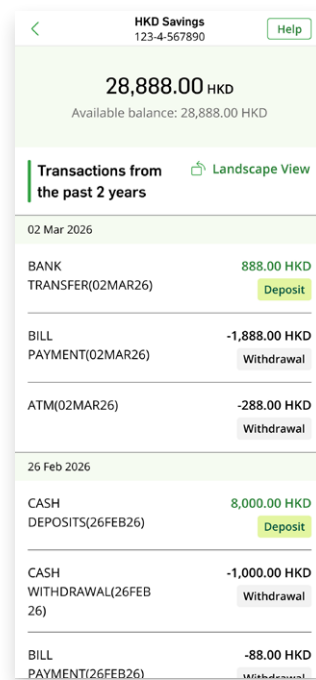 HKD Savings
123-4-567890
Help
28,888.00 HKD
Available balance: 28,888.00 HKD
Transactions from
the past 2 years
Landscape View
02 Mar 2026
BANK
TRANSFER(02MAR26)
888.00 HKD
Deposit
BILL
PAYMENT(02MAR26)
-1,888.00 HKD
Withdrawal
ATM(02MAR26)
-288.00 HKD
Withdrawal
26 Feb 2026
CASH
DEPOSITS(26FEB26)
8,000.00 HKD
Deposit
CASH
WITHDRAWAL(26FEB
26)
-1,000.00 HKD
Withdrawal
BILL
PAYMENT(26FEB26)
-88.00 HKD
Withdrawal